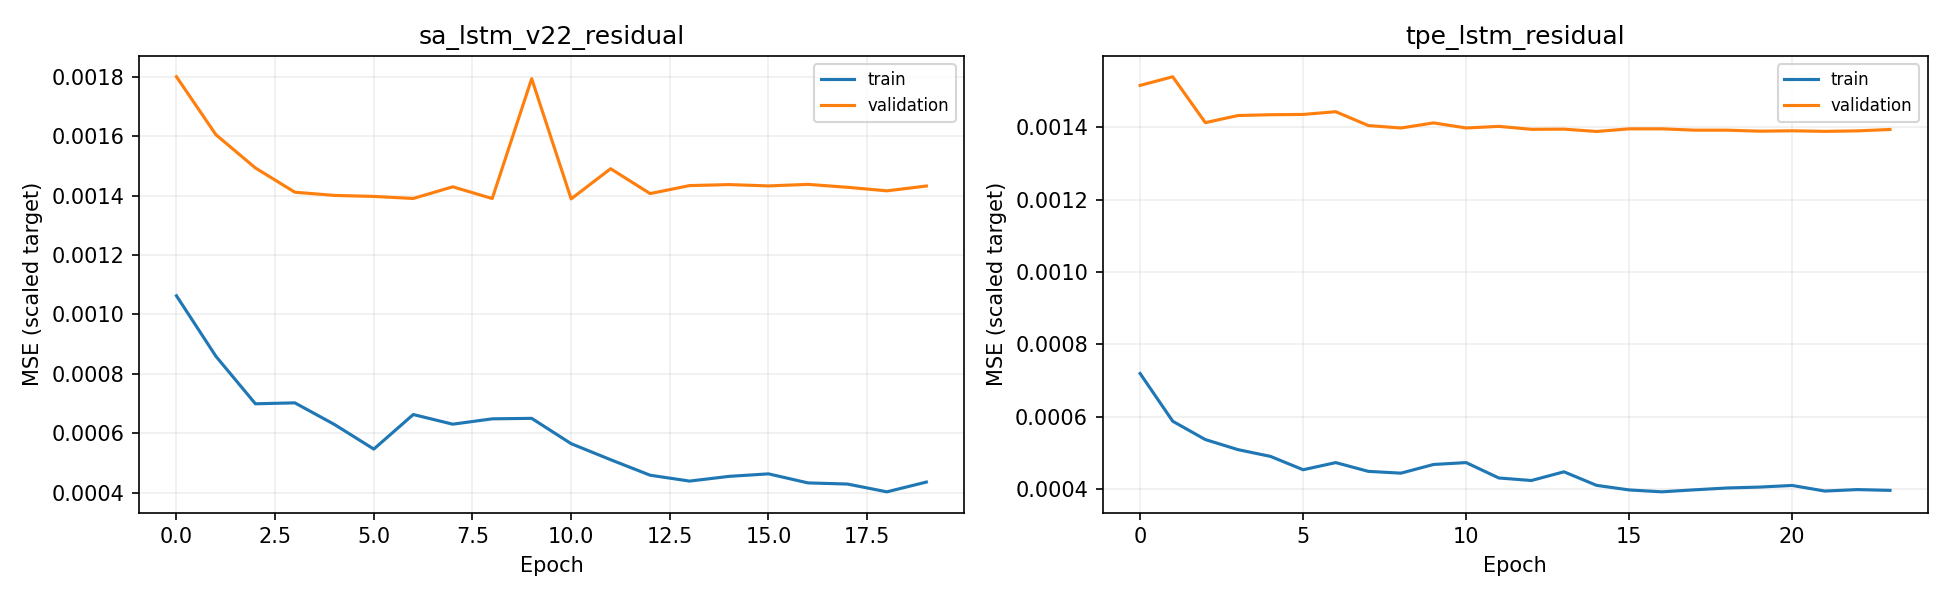 sa_lstm_v22_residual
MSE (scaled target)
0.0018
0.0016
0.0014
0.0012
0.0010
0.0008
0.0006
0.0004
train
validation
0.0 2.5 5.0 7.5 10.0 12.5 15.0 17.5
Epoch
tpe_lstm_residual
MSE (scaled target)
0.0014
0.0012
0.0010
0.0008
0.0006
0.0004
train
validation
0 5 10 15 20
Epoch